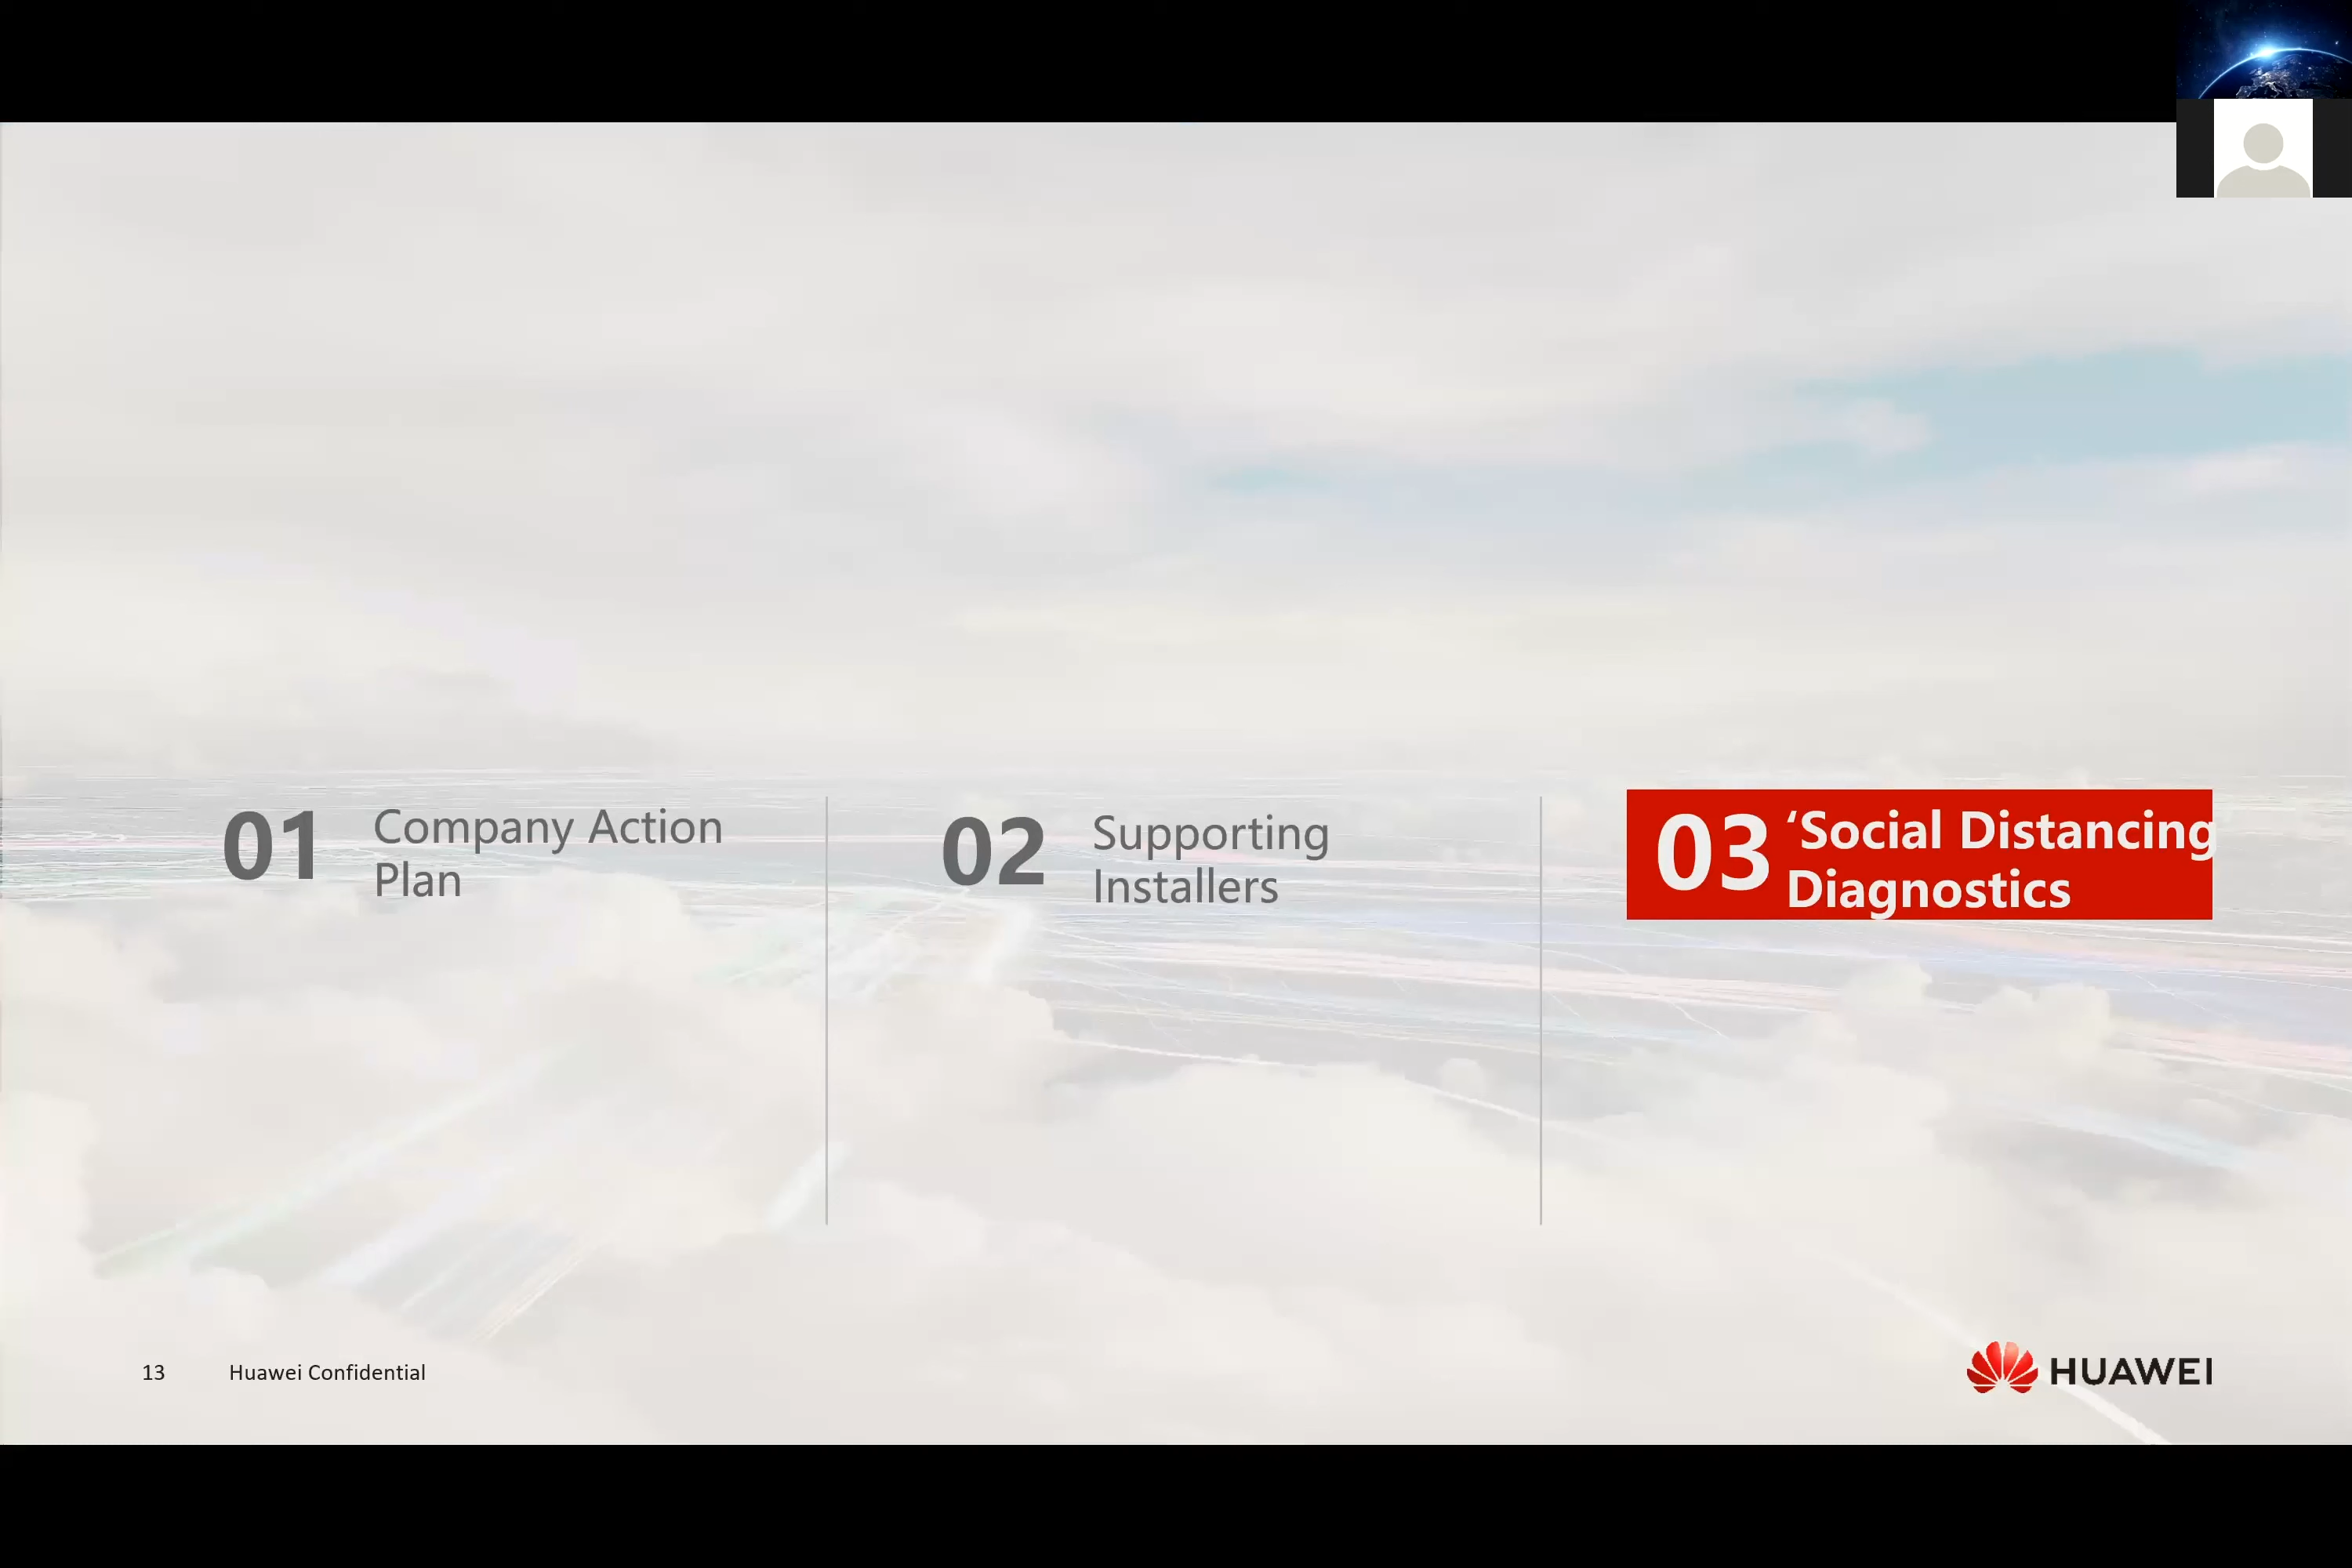 01 Company Action
Plan
02 Supporting
Installers
03 ‘Social Distancing
Diagnostics
13 Huawei Confidential
HUAWEI